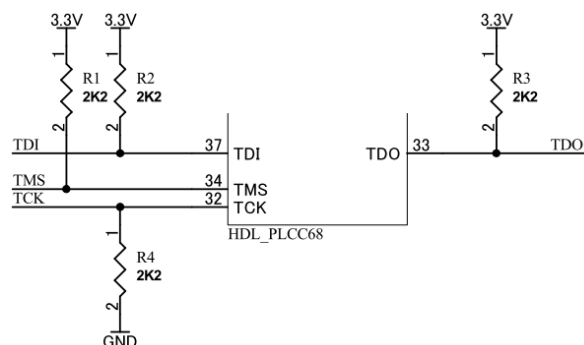 3.3V 3.3V 3.3V
1 1 1
R1 R2 R3
2K2 2K2 2K2
2 2 2
TDI 37 TDI TDO 33 TDO
TMS 34 TMS
TCK 32 TCK
HDL_PLCC68
1
R4
2K2
2
GND